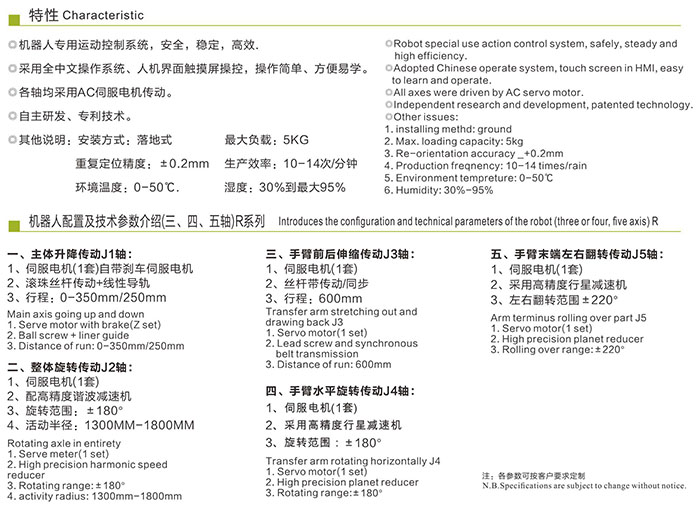 特性 Characteristic
◎机器人专用运动控制系统，安全，稳定，高效.
◎采用全中文操作系统、人机界面触摸屏操控，操作简单、方便易学。
◎各轴均采用AC伺服电机传动。
◎自主研发、专利技术。
◎其他说明：安装方式：落地式 最大负载：5KG
重复定位精度：±0.2mm 生产效率：10-14次/分钟
环境温度：0-50℃. 湿度：30%到最大95%
◎Robot special use action control system, safely, steady and
high efficiency.
◎Adopted Chinese operate system, touch screen in HMI, easy
to learn and operate.
◎All axes were driven by AC servo motor.
◎Independent research and development, patented technology.
◎Other issues:
1. installing methd: ground
2. Max. loading capacity: 5kg
3. Re-orientation accuracy _+0.2mm
4. Production freqnency: 10-14 times/rain
5. Environment tempreture: 0-50℃
6. Humidity: 30%-95%
机器人配置及技术参数介绍(三、四、五轴)R系列 Introduces the configuration and technical parameters of the robot (three or four, five axis) R
一、主体升降传动J1轴：
1、伺服电机(1套)自带刹车伺服电机
2、滚珠丝杆传动+线性导轨
3、行程：0-350mm/250mm
Main axis going up and down
1. Servo motor with brake(Z set)
2. Ball screw + liner guide
3. Distance of run: 0-350mm/250mm
二、整体旋转传动J2轴：
1、伺服电机(1套)
2、配高精度谐波减速机
3、旋转范围：±180°
4、活动半径：1300MM-1800MM
Rotating axle in entirety
1. Serve meter(1 set)
2. High precision harmonic speed
reducer
3. Rotating range:±180°
4. activity radius: 1300mm-1800mm
三、手臂前后伸缩传动J3轴：
1、伺服电机(1套)
2、丝杆带传动/同步
3、行程：600mm
Transfer arm stretching out and
drawing back J3
1. Servo motor(1 set)
2. Lead screw and synchronous
belt transmission
3. Distance of run: 600mm
四、手臂水平旋转传动J4轴：
1、伺服电机(1套)
2、采用高精度行星减速机
3、旋转范围：±180°
Transfer arm rotating horizontally J4
1. Servo motor(1 set)
2. High precision planet reducer
3. Rotating range:±180°
五、手臂末端左右翻转传动J5轴：
1、伺服电机(1套)
2、采用高精度行星减速机
3、左右翻转范围±220°
Arm terminus rolling over part J5
1. Servo motor(1 set)
2. High precision planet reducer
3. Rolling over range:±220°
注：各参数可按客户要求定制
N.B.Specifications are subject to change without notice.